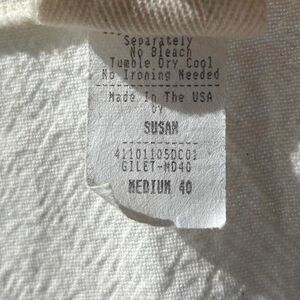 Separately
No Bleach
Tumble Dry Cool
No Ironing Needed
Made In The USA
by
SUSAN
41101105DC01
GILET-MD40
MEDIUM 40